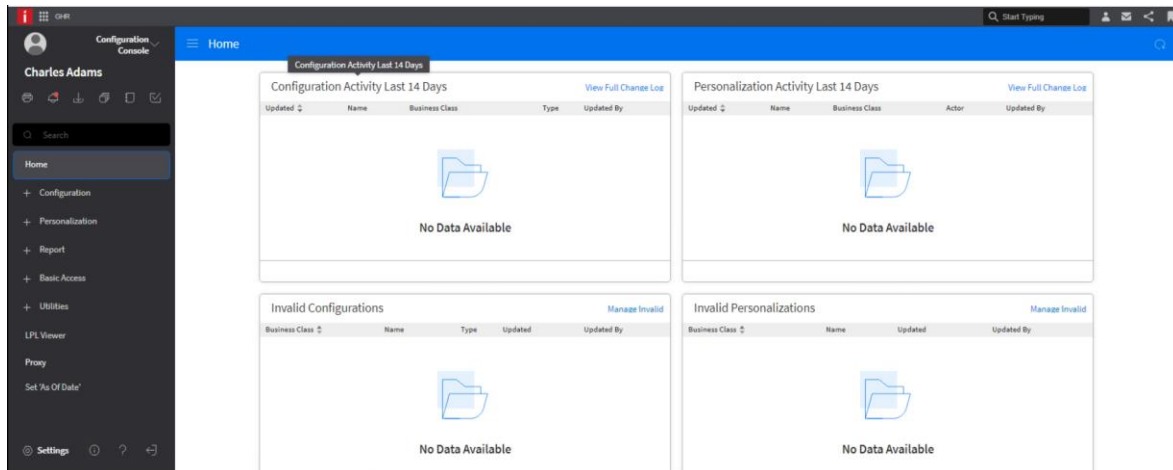 GHR
Start Typing
Configuration
Console
Home
Charles Adams
Search
Home
+ Configuration
+ Personalization
+ Report
+ Basic Access
+ Utilities
LPL Viewer
Proxy
Set 'As Of Date'
Settings
Configuration Activity Last 14 Days
Configuration Activity Last 14 Days View Full Change Log
Updated Name Business Class Type Updated By
No Data Available
Personalization Activity Last 14 Days View Full Change Log
Updated Name Business Class Actor Updated By
No Data Available
Invalid Configurations Manage Invalid
Business Class Name Type Updated Updated By
No Data Available
Invalid Personalizations Manage Invalid
Business Class Name Updated Updated By
No Data Available